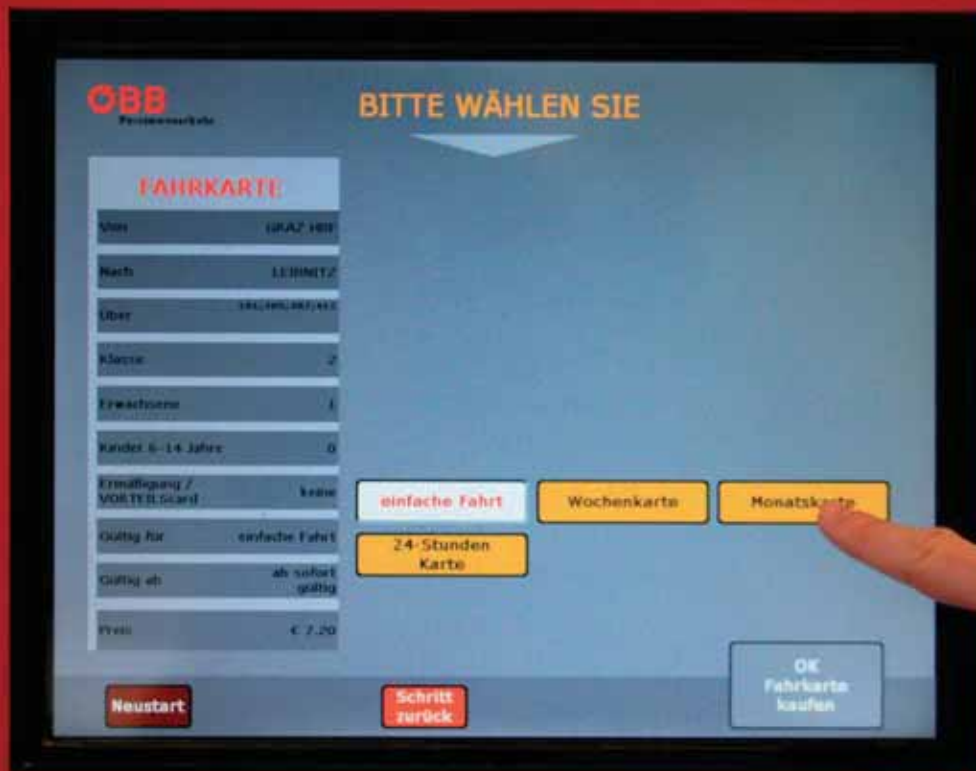 ÖBB
Personenverkehr
BITTE WÄHLEN SIE
FAHRKARTE
Von GRAZ HBF
Nach LEIBNITZ
Über
Klasse 2
Erwachsene 1
Kinder 6-14 Jahre 0
Ermäßigung /
VORTEILScard keine
Gültig für einfache Fahrt
Gültig ab ab sofort
gültig
Preis € 7.20
einfache Fahrt Wochenkarte Monatskarte
24-Stunden
Karte
Neustart
Schritt
zurück
OK
Fahrkarte
kaufen